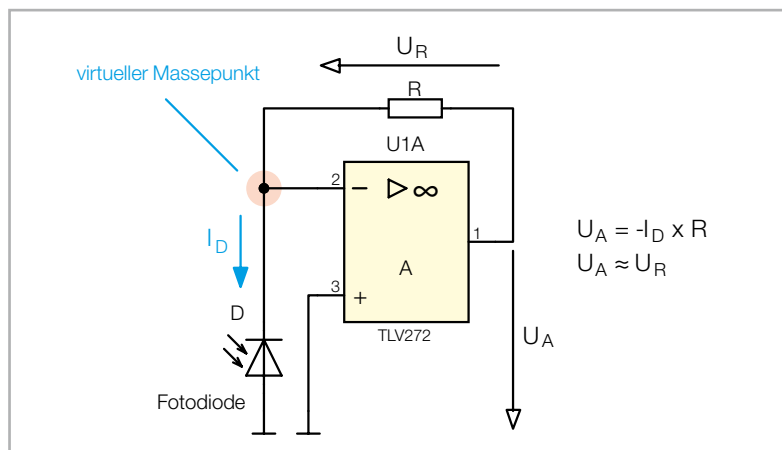 U_R
virtueller Massepunkt
R
U1A
2
− ▷ ∞
I_D
1
U_A = -I_D x R
U_A ≈ U_R
A
3
+
D
TLV272
U_A
Fotodiode